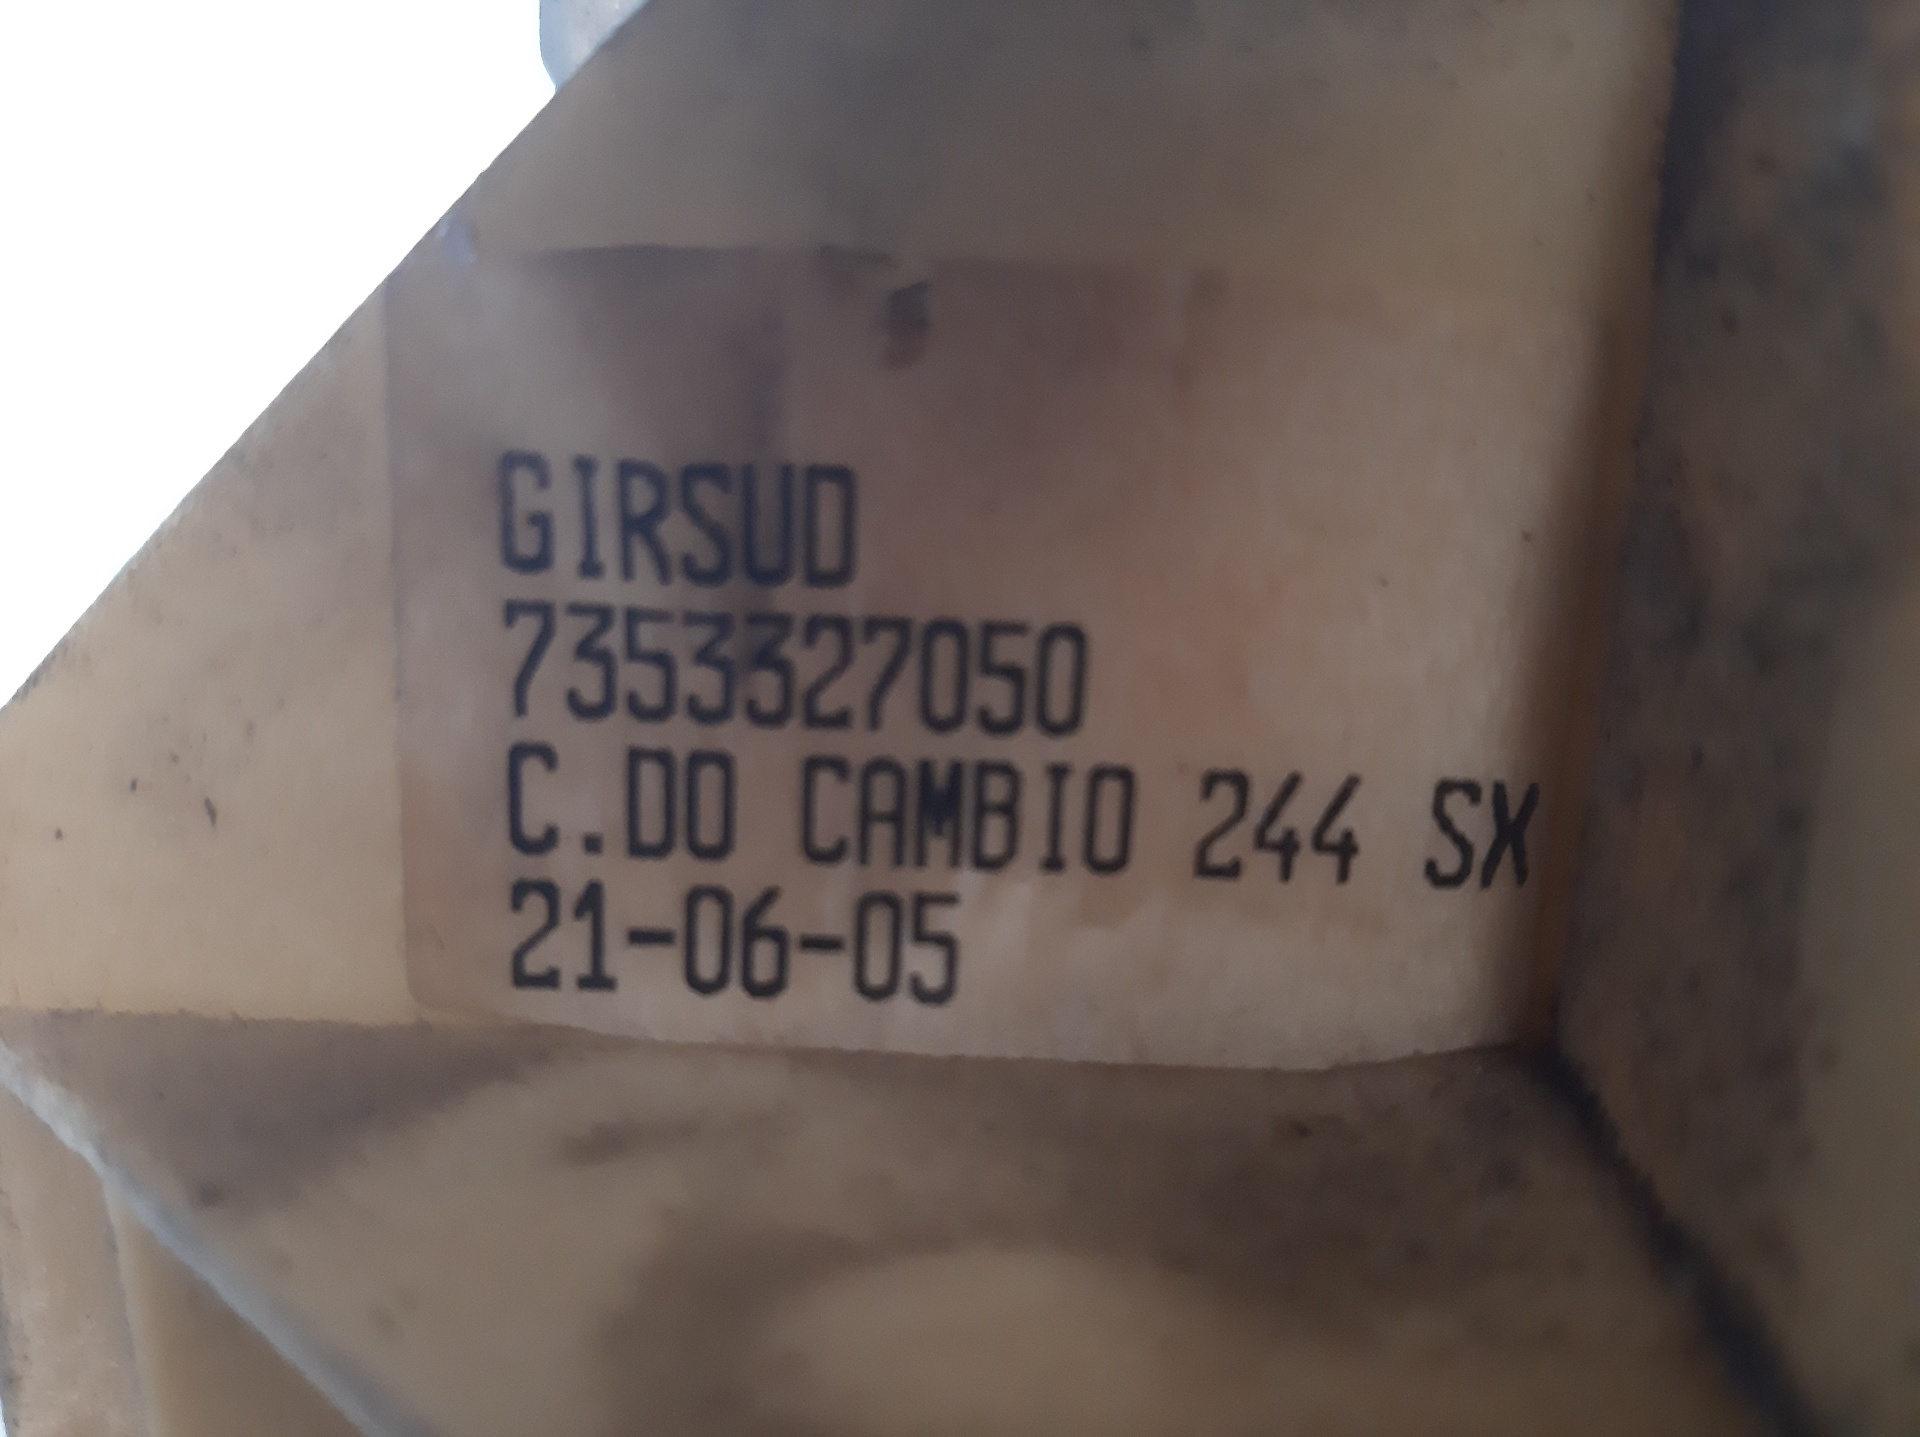 GIRSUD
7353327050
C.DO CAMBIO 244 SX
21-06-05